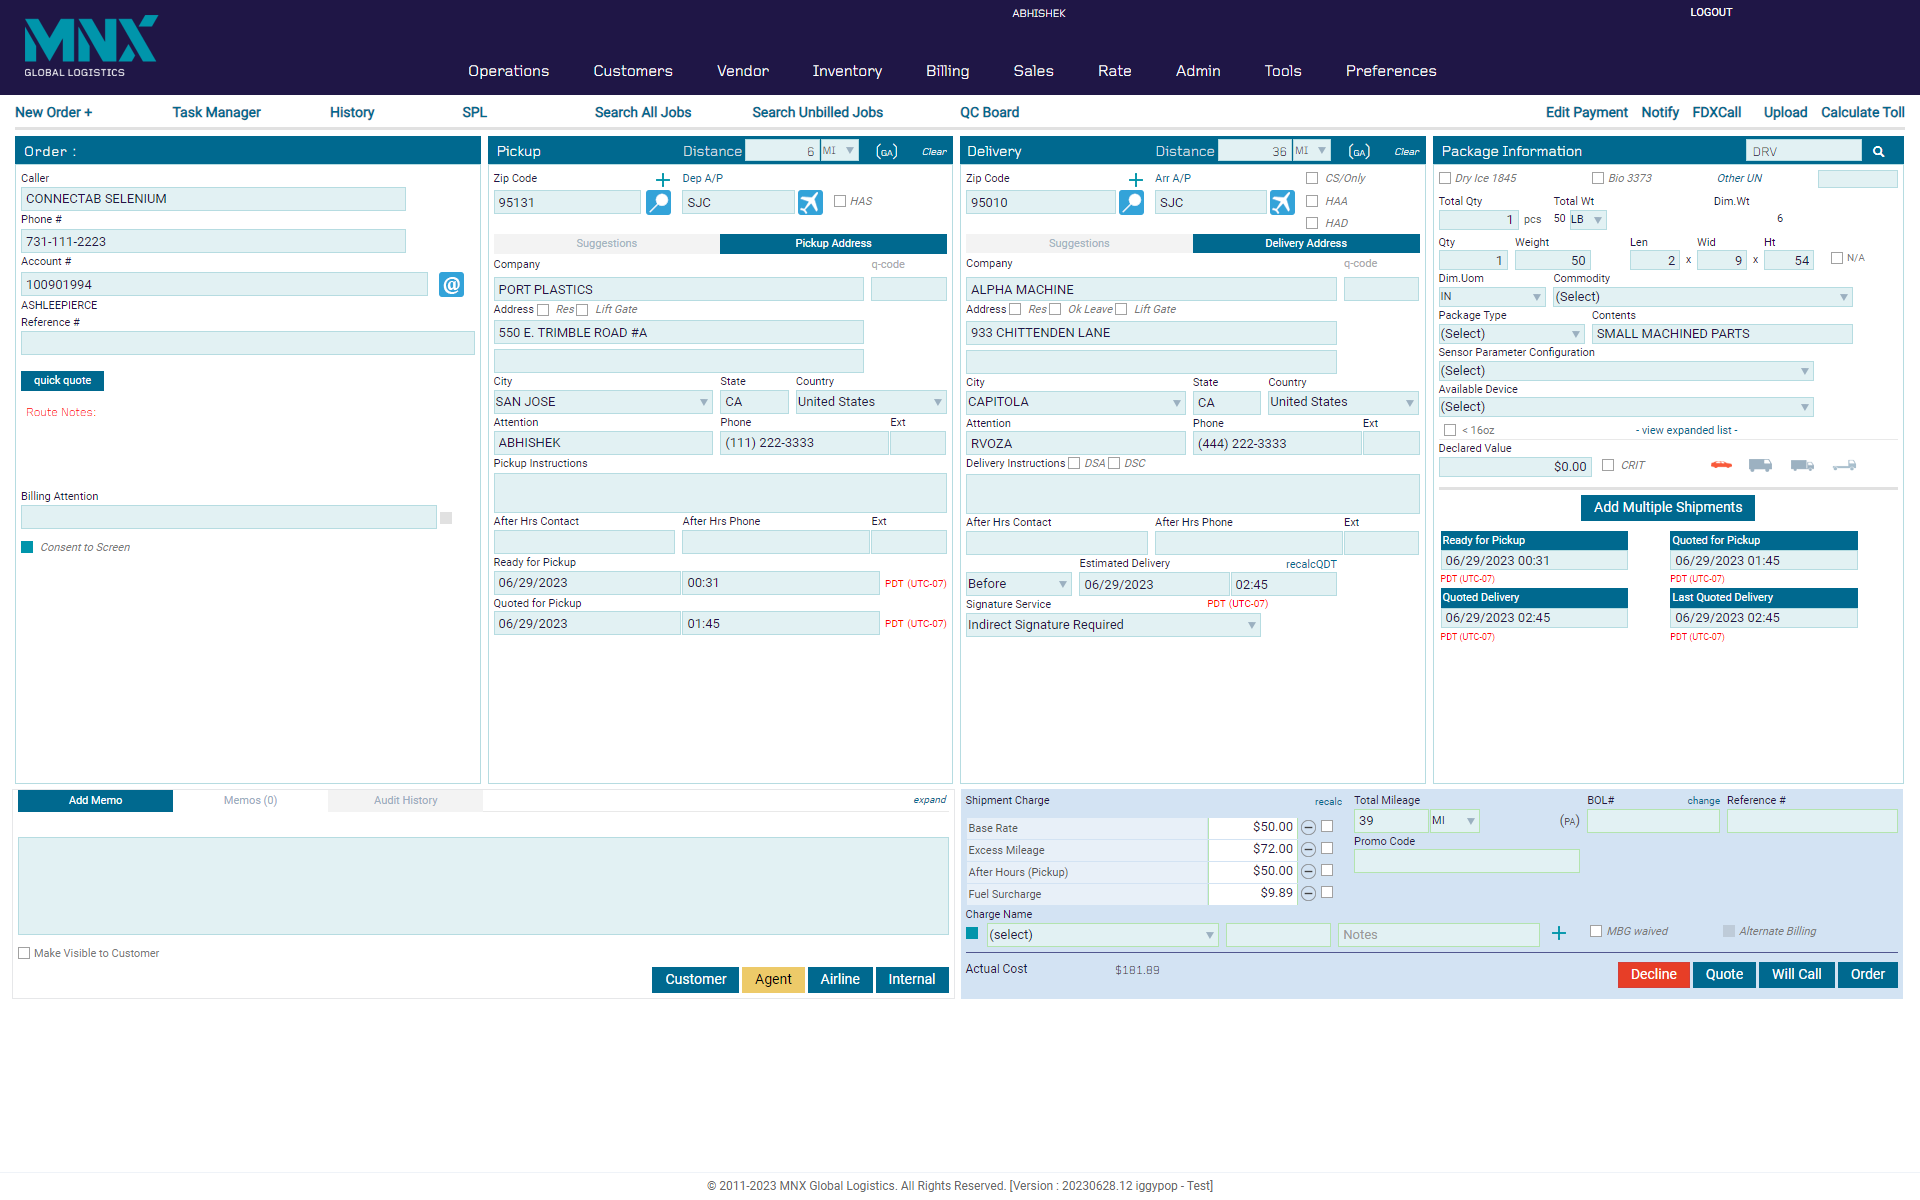 ABHISHEK
LOGOUT
MNX
GLOBAL LOGISTICS
Operations Customers Vendor Inventory Billing Sales Rate Admin Tools Preferences
New Order + Task Manager History SPL Search All Jobs Search Unbilled Jobs QC Board Edit Payment Notify FDXCall Upload Calculate Toll
Order :
Caller
CONNECTAB SELENIUM
Phone #
731-111-2223
Account #
100901994
@
ASHLEEPIERCE
Reference #
quick quote
Route Notes:
Billing Attention
Consent to Screen
Pickup Distance 6 MI (GA) Clear
Zip Code + Dep A/P
95131 SJC HAS
Suggestions Pickup Address
Company q-code
PORT PLASTICS
Address Res Lift Gate
550 E. TRIMBLE ROAD #A
City State Country
SAN JOSE CA United States
Attention Phone Ext
ABHISHEK (111) 222-3333
Pickup Instructions
After Hrs Contact After Hrs Phone Ext
Ready for Pickup
06/29/2023 00:31 PDT (UTC-07)
Quoted for Pickup
06/29/2023 01:45 PDT (UTC-07)
Delivery Distance 36 MI (GA) Clear
Zip Code + Arr A/P CS/Only
95010 SJC HAA
HAD
Suggestions Delivery Address
Company q-code
ALPHA MACHINE
Address Res Ok Leave Lift Gate
933 CHITTENDEN LANE
City State Country
CAPITOLA CA United States
Attention Phone Ext
RVOZA (444) 222-3333
Delivery Instructions DSA DSC
After Hrs Contact After Hrs Phone Ext
Estimated Delivery recalcQDT
Before 06/29/2023 02:45
Signature Service PDT (UTC-07)
Indirect Signature Required
Package Information DRV
Dry Ice 1845 Bio 3373 Other UN
Total Qty Total Wt Dim.Wt
1 pcs 50 LB 6
Qty Weight Len Wid Ht
1 50 2 x 9 x 54 N/A
Dim.Uom Commodity
IN (Select)
Package Type Contents
(Select) SMALL MACHINED PARTS
Sensor Parameter Configuration
(Select)
Available Device
(Select)
< 16oz - view expanded list -
Declared Value
$0.00 CRIT
Add Multiple Shipments
Ready for Pickup Quoted for Pickup
06/29/2023 00:31 06/29/2023 01:45
PDT (UTC-07) PDT (UTC-07)
Quoted Delivery Last Quoted Delivery
06/29/2023 02:45 06/29/2023 02:45
PDT (UTC-07) PDT (UTC-07)
Add Memo Memos (0) Audit History expand
Make Visible to Customer
Customer Agent Airline Internal
Shipment Charge recalc Total Mileage BOL# change Reference #
Base Rate $50.00 39 MI (PA)
Excess Mileage $72.00 Promo Code
After Hours (Pickup) $50.00
Fuel Surcharge $9.89
Charge Name
(select) Notes + MBG waived Alternate Billing
Actual Cost $181.89
Decline Quote Will Call Order
© 2011-2023 MNX Global Logistics. All Rights Reserved. [Version : 20230628.12 iggypop - Test]